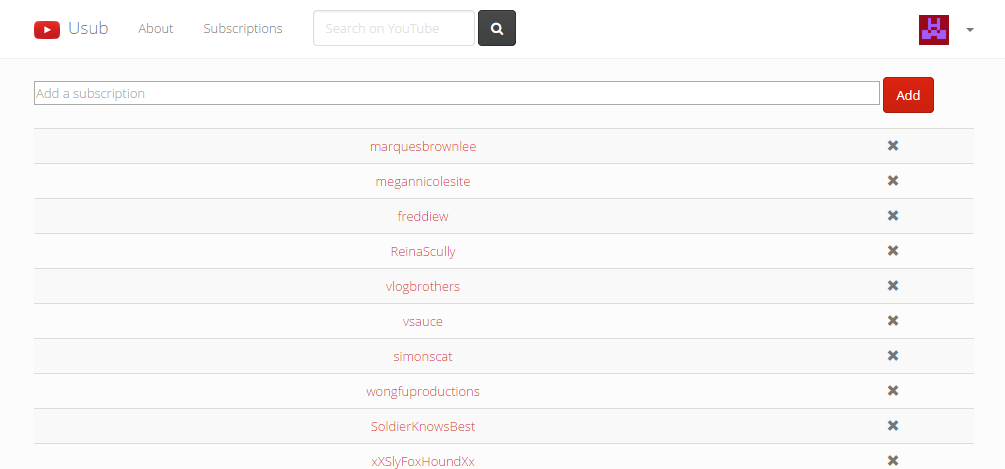 Usub About Subscriptions Search on YouTube
Add a subscription Add
marquesbrownlee
megannicolesite
freddiew
ReinaScully
vlogbrothers
vsauce
simonscat
wongfuproductions
SoldierKnowsBest
xXSlyFoxHoundXx